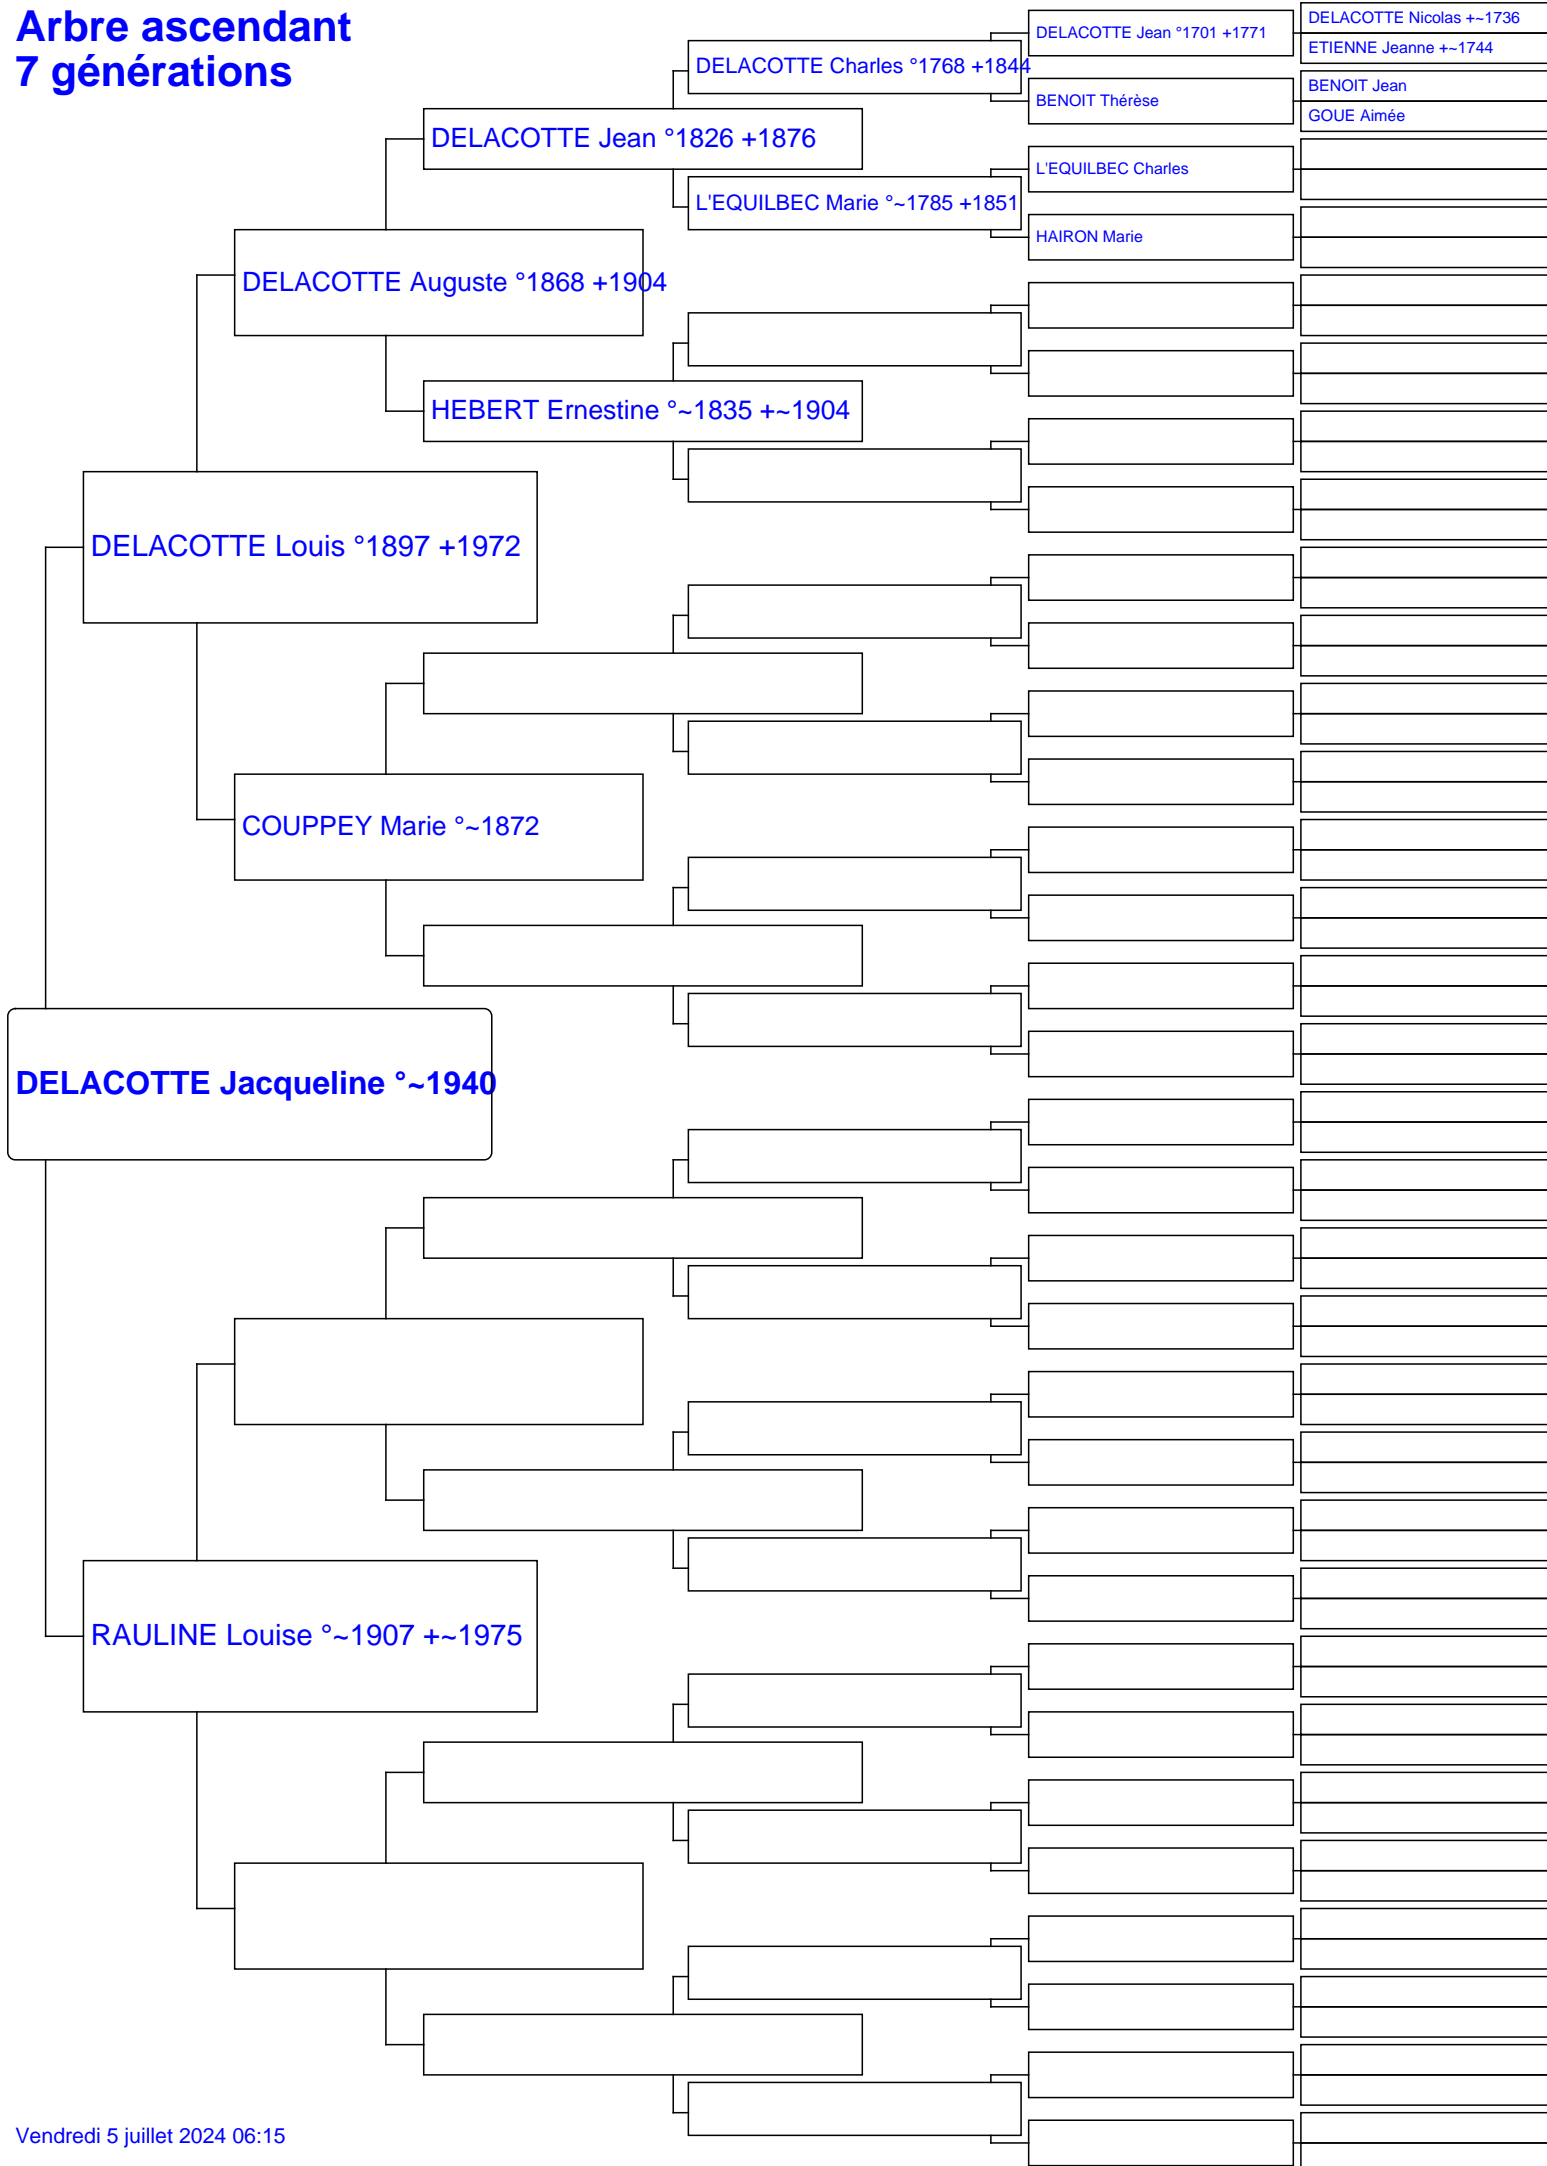 Arbre ascendant
7 générations
DELACOTTE Nicolas +~1736
DELACOTTE Jean °1701 +1771
ETIENNE Jeanne +~1744
DELACOTTE Charles °1768 +1844
BENOIT Jean
BENOIT Thérèse
GOUE Aimée
DELACOTTE Jean °1826 +1876
L'EQUILBEC Charles
L'EQUILBEC Marie °~1785 +1851
HAIRON Marie
DELACOTTE Auguste °1868 +1904
HEBERT Ernestine °~1835 +~1904
DELACOTTE Louis °1897 +1972
COUPPEY Marie °~1872
DELACOTTE Jacqueline °~1940
RAULINE Louise °~1907 +~1975
Vendredi 5 juillet 2024 06:15